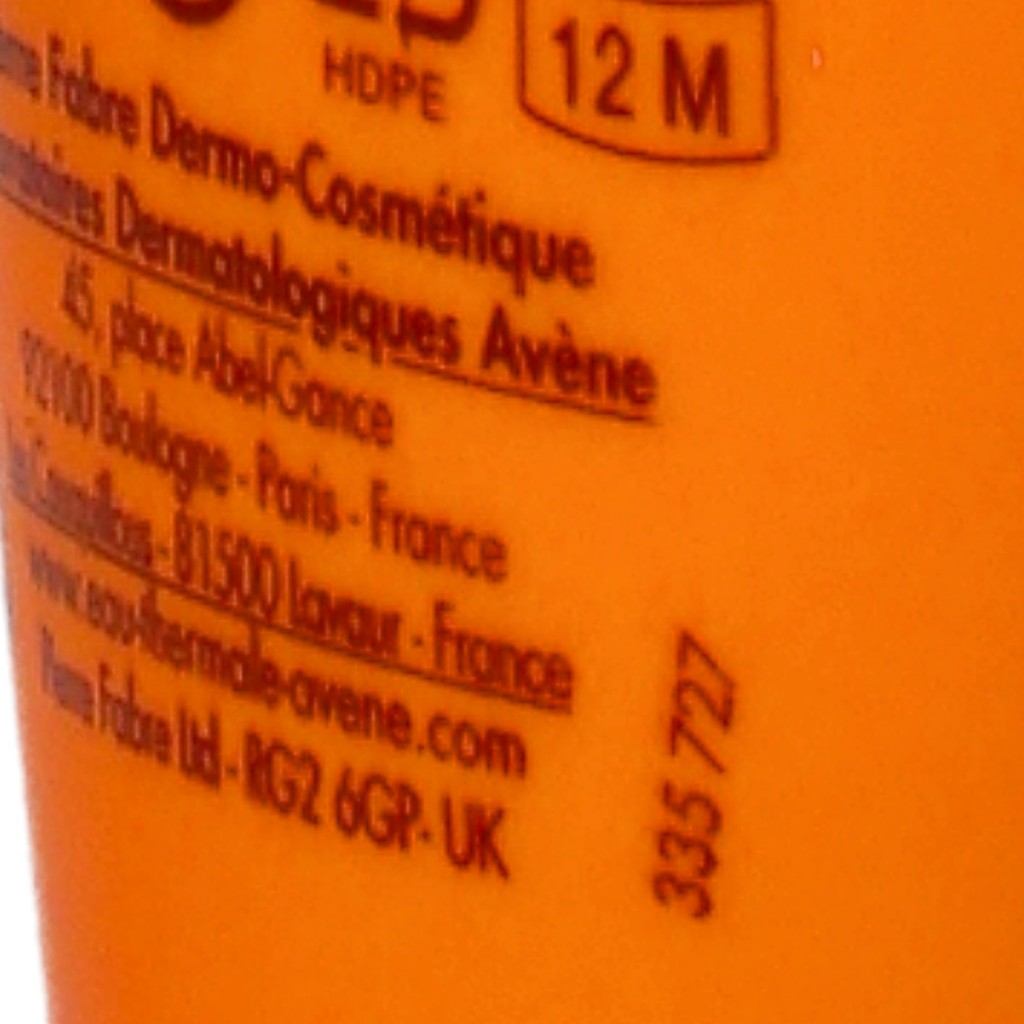 HDPE
12 M
Fabre Dermo-Cosmétique
Dermatologiques Avène
45, place Abel-Gance
92100 Boulogne - Paris - France
81500 Lavaur - France
www.eau-thermale-avene.com
Pierre Fabre Ltd - RG2 6GP- UK
335 727